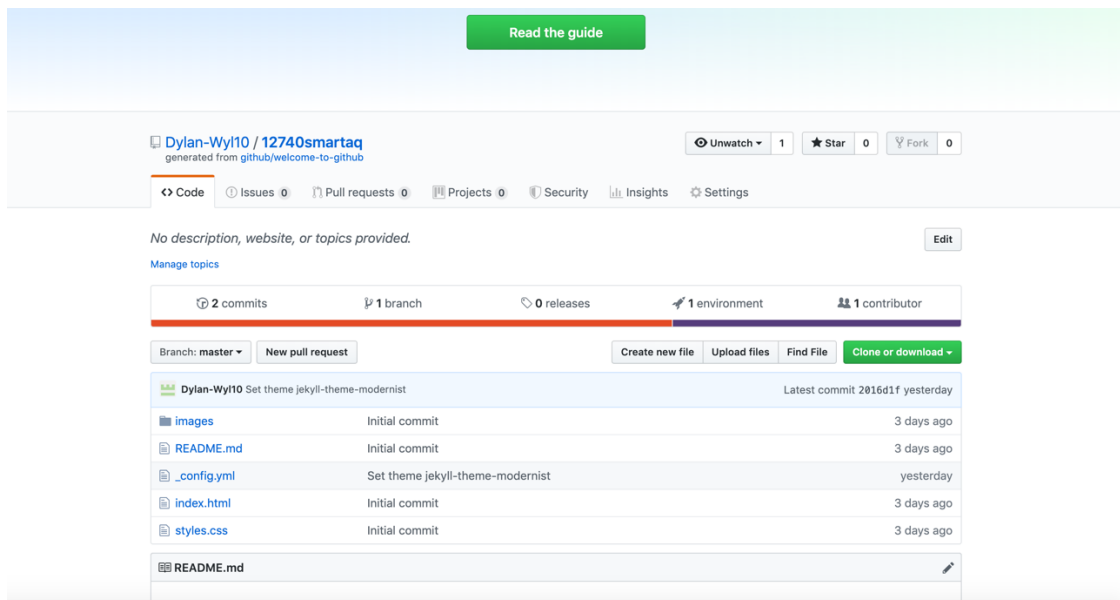 Read the guide
Dylan-Wyl10 / 12740smartaq
Unwatch 1 Star 0 Fork 0
generated from github/welcome-to-github
Code Issues 0 Pull requests 0 Projects 0 Security Insights Settings
No description, website, or topics provided. Edit
Manage topics
2 commits 1 branch 0 releases 1 environment 1 contributor
Branch: master New pull request Create new file Upload files Find File Clone or download
Dylan-Wyl10 Set theme jekyll-theme-modernist Latest commit 2016d1f yesterday
images Initial commit 3 days ago
README.md Initial commit 3 days ago
_config.yml Set theme jekyll-theme-modernist yesterday
index.html Initial commit 3 days ago
styles.css Initial commit 3 days ago
README.md